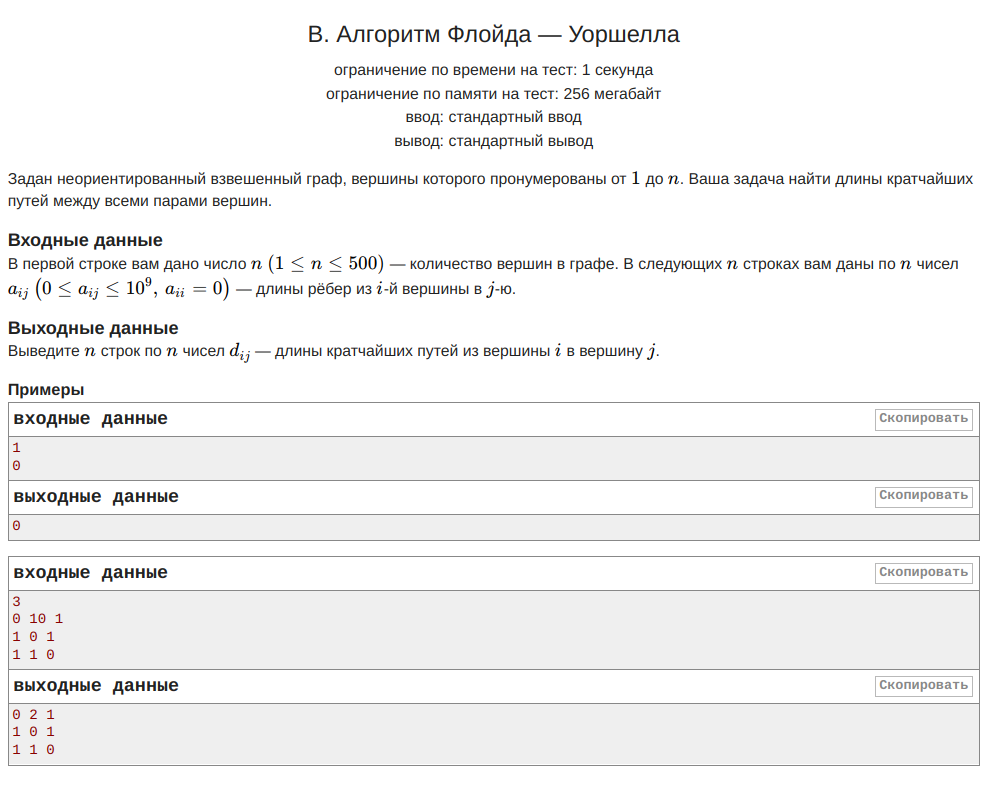 B. Алгоритм Флойда — Уоршелла
ограничение по времени на тест: 1 секунда
ограничение по памяти на тест: 256 мегабайт
ввод: стандартный ввод
вывод: стандартный вывод
Задан неориентированный взвешенный граф, вершины которого пронумерованы от 1 до n. Ваша задача найти длины кратчайших
путей между всеми парами вершин.
Входные данные
В первой строке вам дано число n (1 ≤ n ≤ 500) — количество вершин в графе. В следующих n строках вам даны по n чисел
a_{ij} (0 ≤ a_{ij} ≤ 10^9, a_{ii} = 0) — длины рёбер из i-й вершины в j-ю.
Выходные данные
Выведите n строк по n чисел d_{ij} — длины кратчайших путей из вершины i в вершину j.
Примеры
входные данные Скопировать
1
0
выходные данные Скопировать
0
входные данные Скопировать
3
0 10 1
1 0 1
1 1 0
выходные данные Скопировать
0 2 1
1 0 1
1 1 0